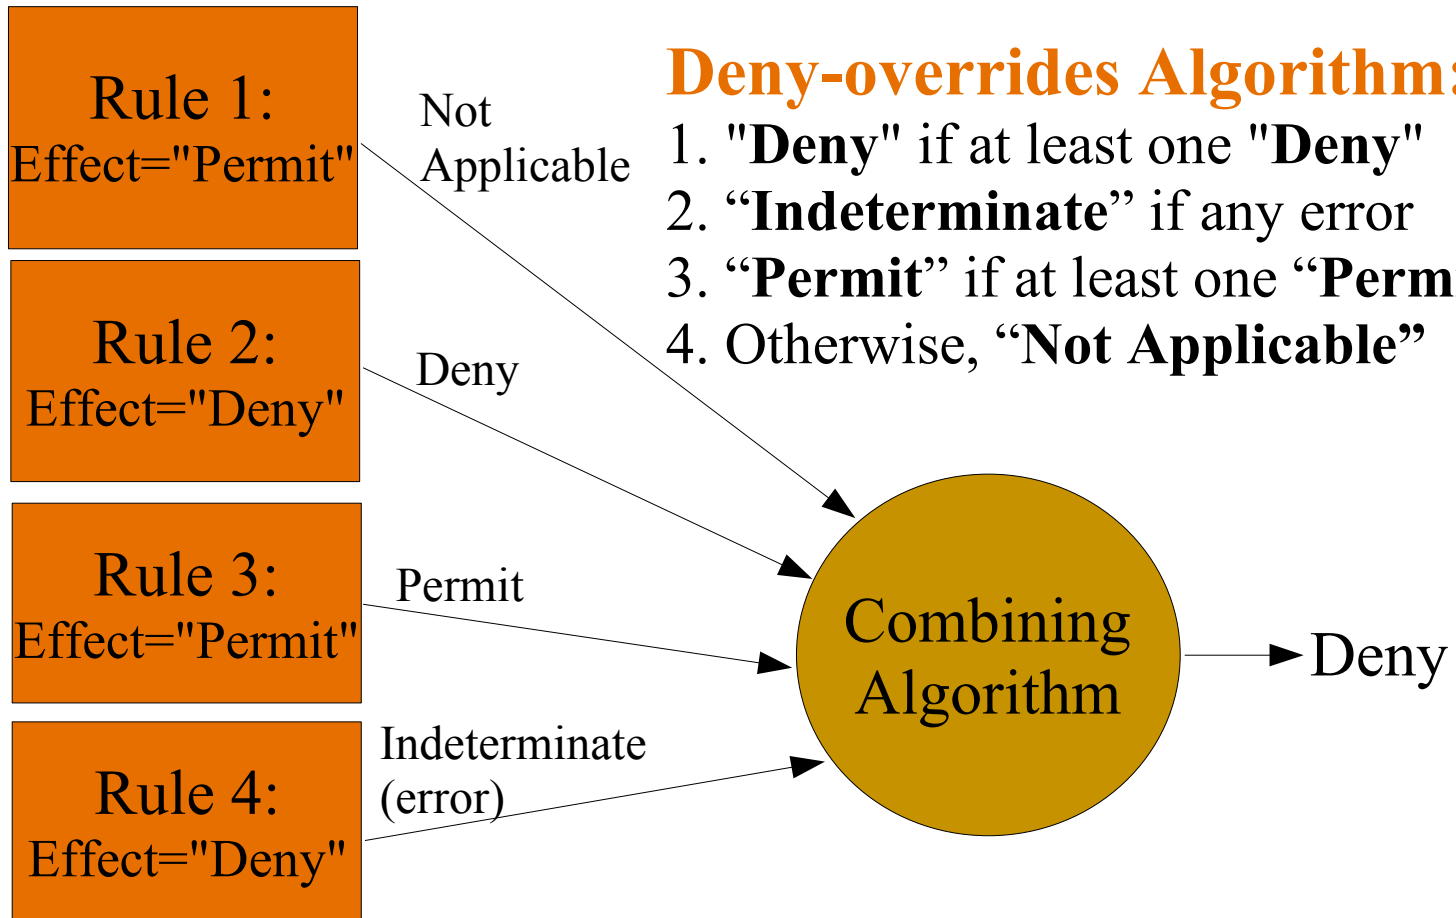 Rule 1:
Effect="Permit"
Not
Applicable
Deny-overrides Algorithm:
1. "Deny" if at least one "Deny"
2. “Indeterminate” if any error
3. “Permit” if at least one “Perm
4. Otherwise, “Not Applicable”
Rule 2:
Effect="Deny"
Deny
Rule 3:
Effect="Permit"
Permit
Rule 4:
Effect="Deny"
Indeterminate
(error)
Combining
Algorithm
Deny